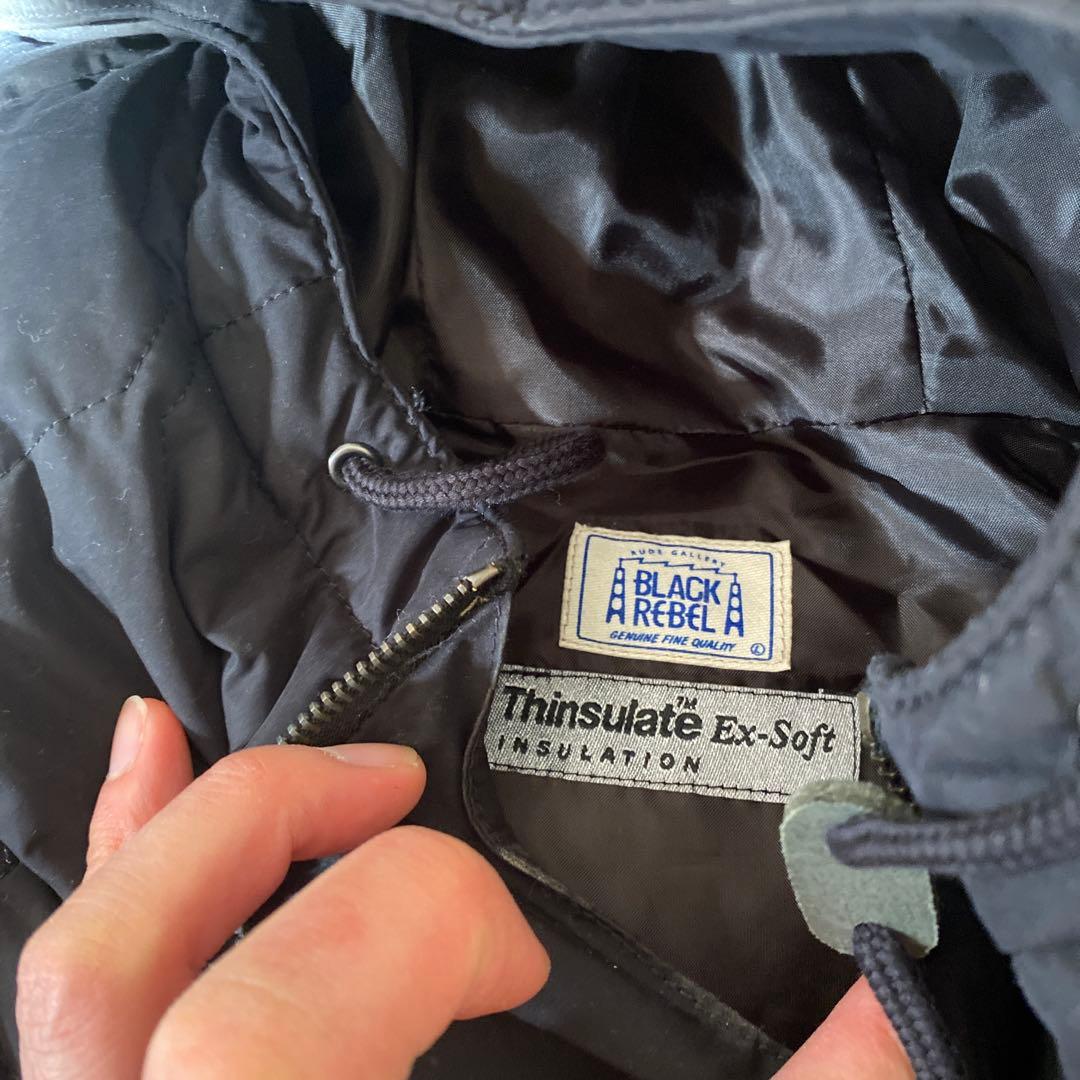 RUDE GALLERY
BLACK
REBEL
GENUINE FINE QUALITY Ⓛ
Thinsulate™ Ex-Soft
INSULATION